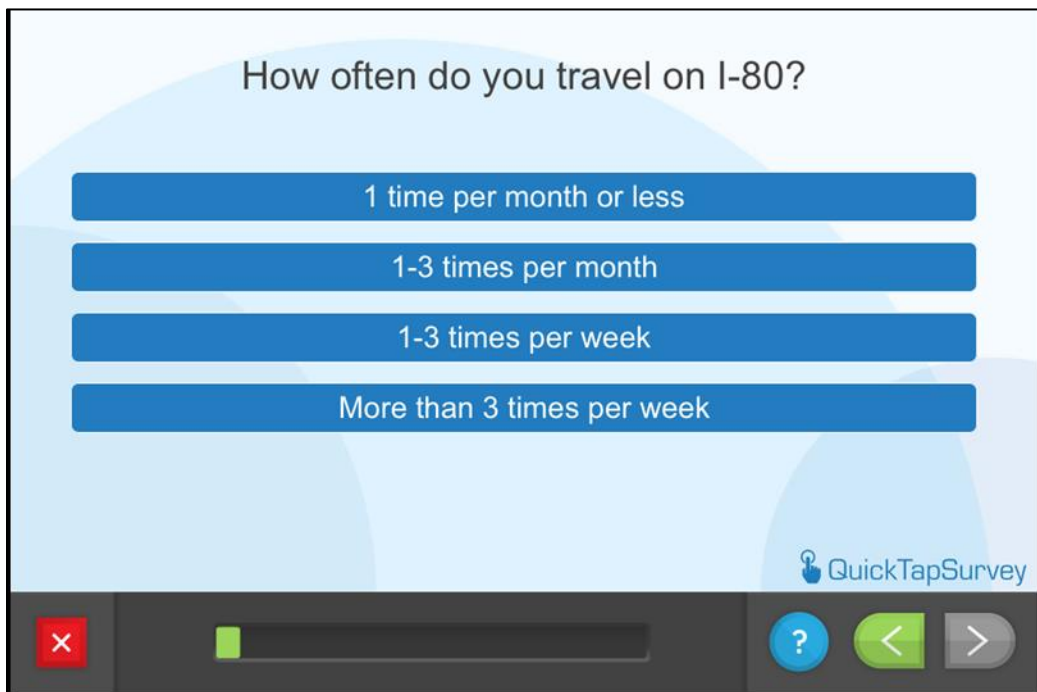 How often do you travel on I-80?
1 time per month or less
1-3 times per month
1-3 times per week
More than 3 times per week
QuickTapSurvey
?